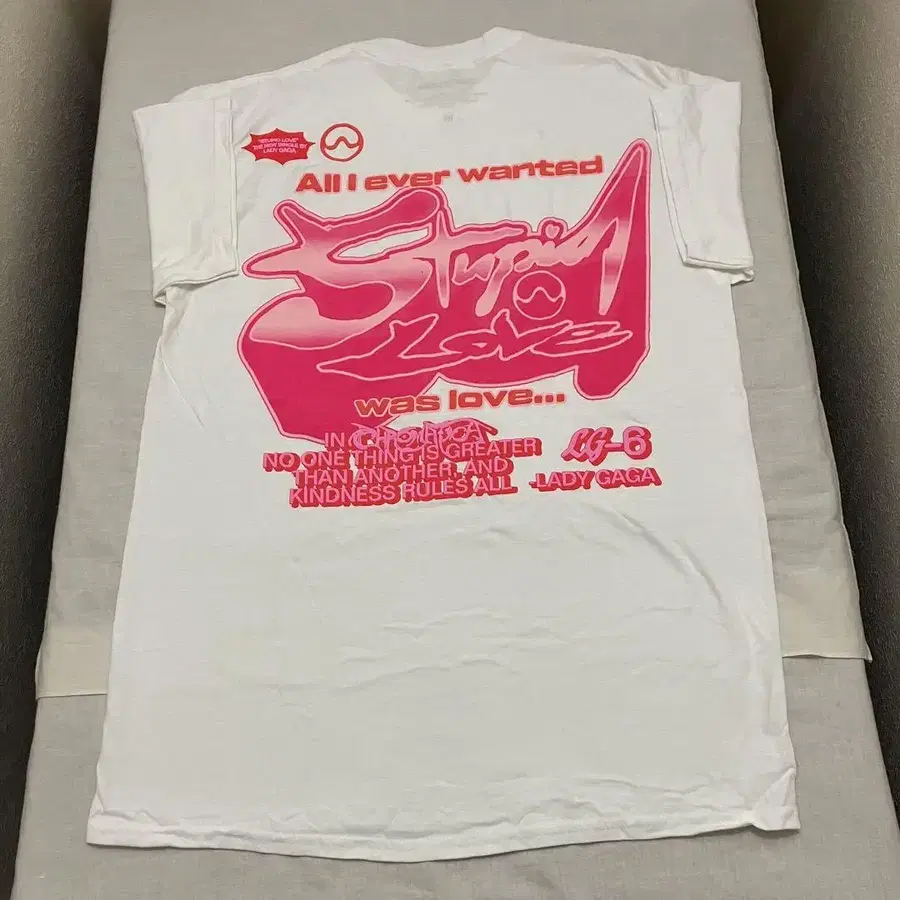 "STUPID LOVE"
THE NEW SINGLE BY
LADY GAGA
All I ever wanted
Stupid
Love
was love...
IN CHROMATICA
NO ONE THING IS GREATER
THAN ANOTHER, AND
KINDNESS RULES ALL
LG-6
-LADY GAGA